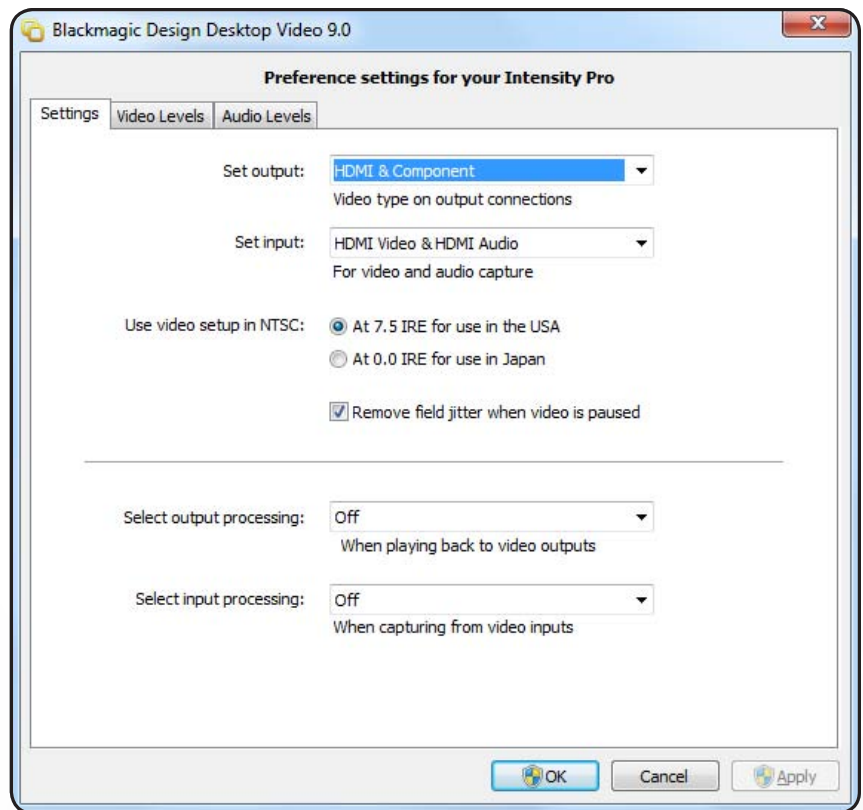 Blackmagic Design Desktop Video 9.0
Preference settings for your Intensity Pro
Settings Video Levels Audio Levels
Set output: HDMI & Component
Video type on output connections
Set input: HDMI Video & HDMI Audio
For video and audio capture
Use video setup in NTSC: At 7.5 IRE for use in the USA
At 0.0 IRE for use in Japan
Remove field jitter when video is paused
Select output processing: Off
When playing back to video outputs
Select input processing: Off
When capturing from video inputs
OK Cancel Apply